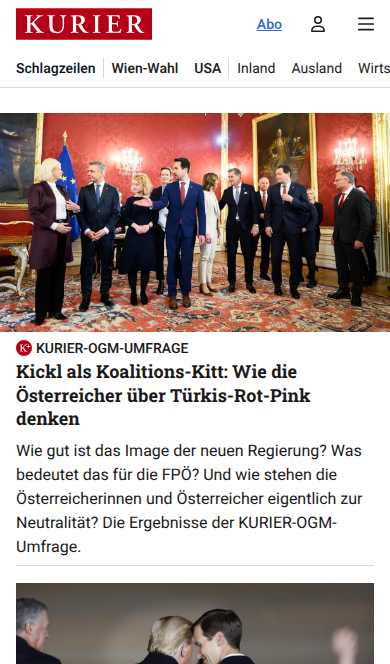 KURIER
Abo
Schlagzeilen
Wien-Wahl
USA
Inland
Ausland
Wirts
K+ KURIER-OGM-UMFRAGE
Kickl als Koalitions-Kitt: Wie die
Österreicher über Türkis-Rot-Pink
denken
Wie gut ist das Image der neuen Regierung? Was
bedeutet das für die FPÖ? Und wie stehen die
Österreicherinnen und Österreicher eigentlich zur
Neutralität? Die Ergebnisse der KURIER-OGM-
Umfrage.